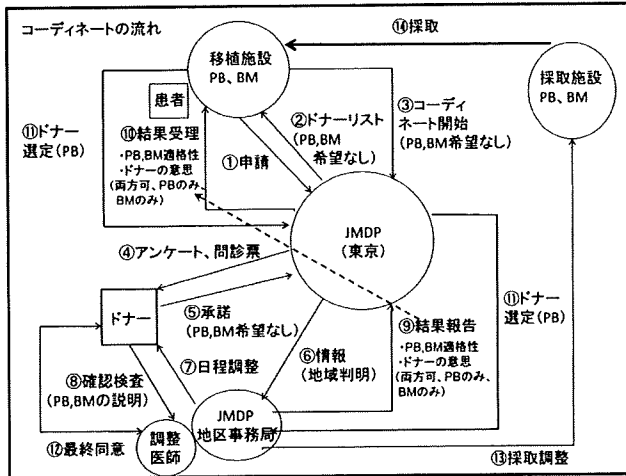 コーディネートの流れ
⑭採取
移植施設
PB、BM
採取施設
PB、BM
患者
⑪ドナー
選定(PB)
⑩結果受理
・PB,BM適格性
・ドナーの意思
(両方可、PBのみ
BMのみ)
②ドナーリスト
(PB,BM
希望なし)
③コーディ
ネート開始
(PB,BM希望なし)
①申請
JMDP
(東京)
④アンケート、問診票
ドナー
⑤承諾
(PB,BM希望なし)
⑨結果報告
・PB,BM適格性
・ドナーの意思
(両方可、PBのみ、
BMのみ)
⑪ドナー
選定(PB)
⑦日程調整
⑥情報
(地域判明)
⑧確認検査
(PB,BMの説明)
JMDP
地区事務局
⑫最終同意
調整
医師
⑬採取調整